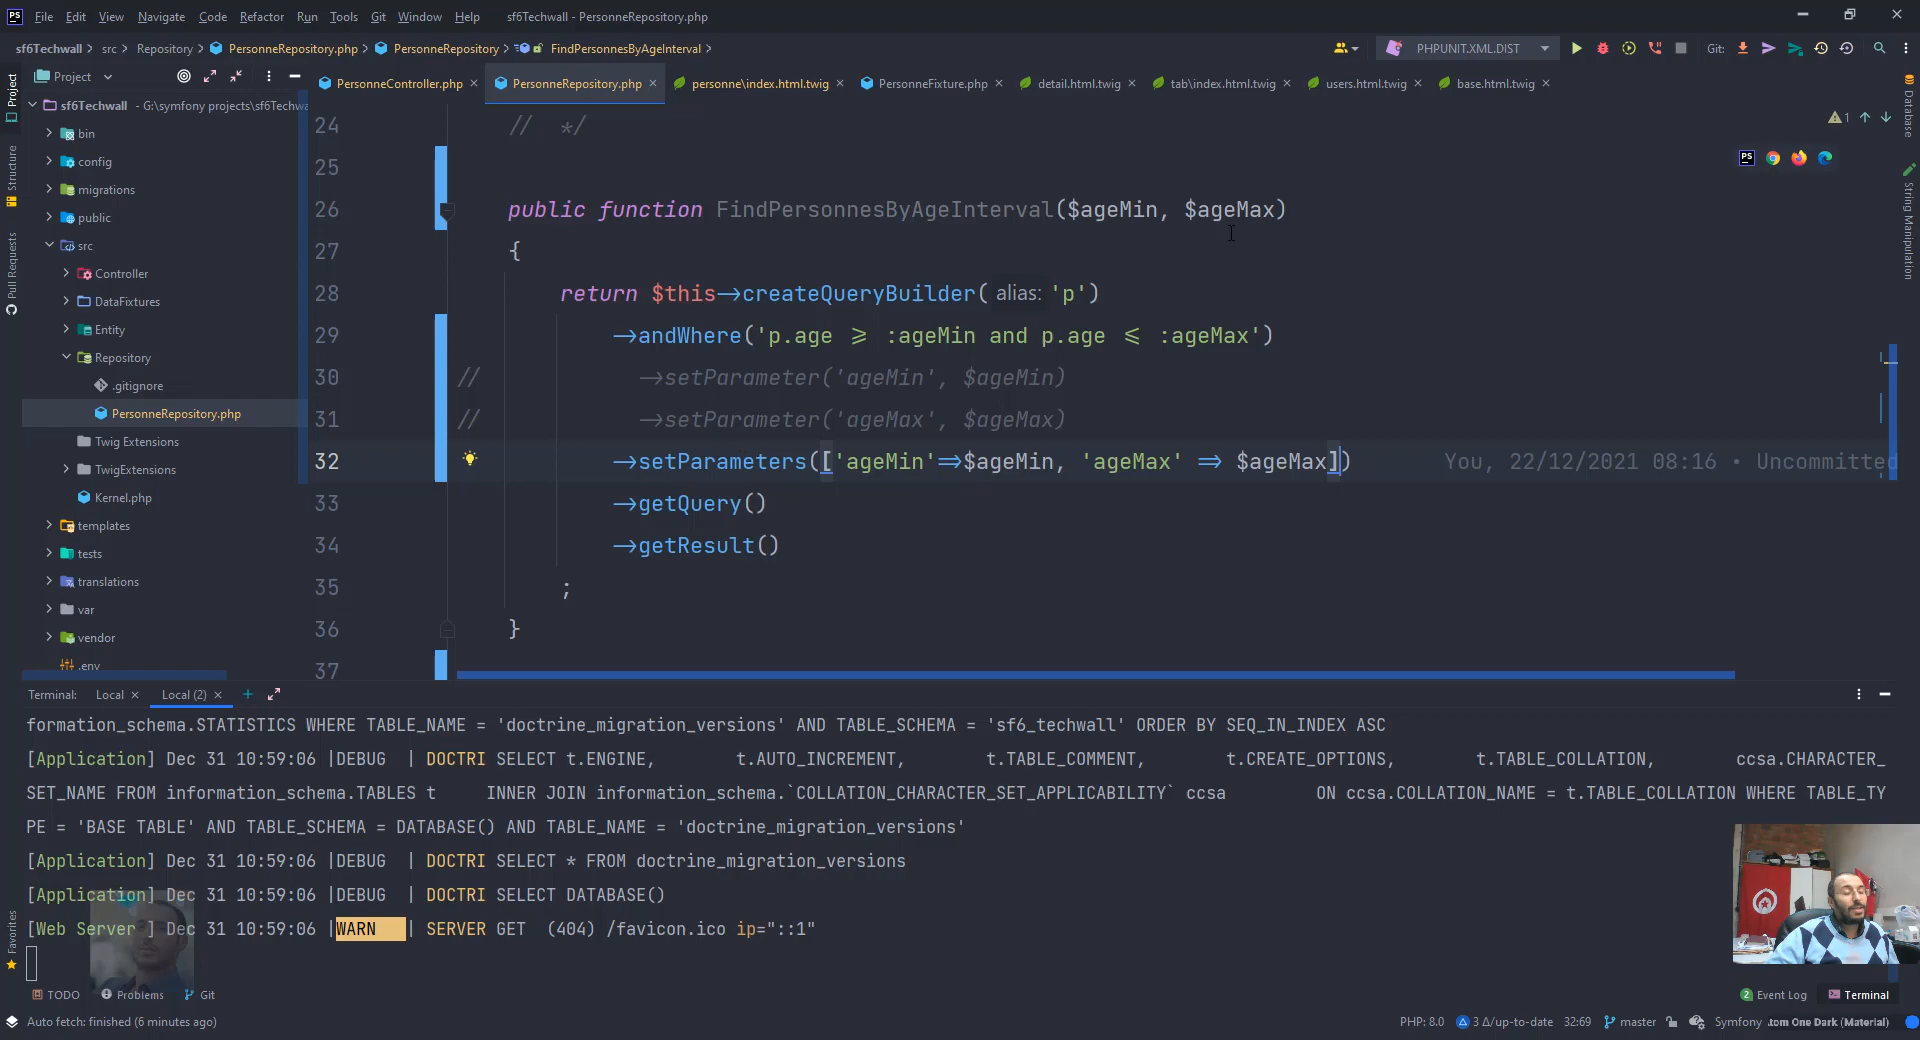 PS File Edit View Navigate Code Refactor Run Tools Git Window Help sf6Techwall - PersonneRepository.php
sf6Techwall src Repository PersonneRepository.php PersonneRepository FindPersonnesByAgeInterval PHPUNIT.XML.DIST Git:
Project
PersonneController.php PersonneRepository.php personne\index.html.twig PersonneFixture.php detail.html.twig tab\index.html.twig users.html.twig base.html.twig
Project
Structure
Pull Requests
Favorites
sf6Techwall - G:\symfony projects\sf6Techwa
bin
config
migrations
public
src
Controller
DataFixtures
Entity
Repository
.gitignore
PersonneRepository.php
Twig Extensions
TwigExtensions
Kernel.php
templates
tests
translations
var
vendor
.env
24 // */
25
26 public function FindPersonnesByAgeInterval($ageMin, $ageMax)
27 {
28 return $this->createQueryBuilder( alias: 'p')
29 ->andWhere('p.age >= :ageMin and p.age <= :ageMax')
30 // ->setParameter('ageMin', $ageMin)
31 // ->setParameter('ageMax', $ageMax)
32 ->setParameters(['ageMin'=>$ageMin, 'ageMax' => $ageMax]) You, 22/12/2021 08:16 • Uncommitted
33 ->getQuery()
34 ->getResult()
35 ;
36 }
37
1
PS
Database
String Manipulation
Terminal: Local Local (2)
formation_schema.STATISTICS WHERE TABLE_NAME = 'doctrine_migration_versions' AND TABLE_SCHEMA = 'sf6_techwall' ORDER BY SEQ_IN_INDEX ASC
[Application] Dec 31 10:59:06 |DEBUG | DOCTRI SELECT t.ENGINE, t.AUTO_INCREMENT, t.TABLE_COMMENT, t.CREATE_OPTIONS, t.TABLE_COLLATION, ccsa.CHARACTER_
SET_NAME FROM information_schema.TABLES t INNER JOIN information_schema.`COLLATION_CHARACTER_SET_APPLICABILITY` ccsa ON ccsa.COLLATION_NAME = t.TABLE_COLLATION WHERE TABLE_TY
PE = 'BASE TABLE' AND TABLE_SCHEMA = DATABASE() AND TABLE_NAME = 'doctrine_migration_versions'
[Application] Dec 31 10:59:06 |DEBUG | DOCTRI SELECT * FROM doctrine_migration_versions
[Application] Dec 31 10:59:06 |DEBUG | DOCTRI SELECT DATABASE()
[Web Server ] Dec 31 10:59:06 |WARN | SERVER GET (404) /favicon.ico ip="::1"
TODO Problems Git 2 Event Log Terminal
Auto fetch: finished (6 minutes ago) PHP: 8.0 3 Δ/up-to-date 32:69 master Symfony Atom One Dark (Material)